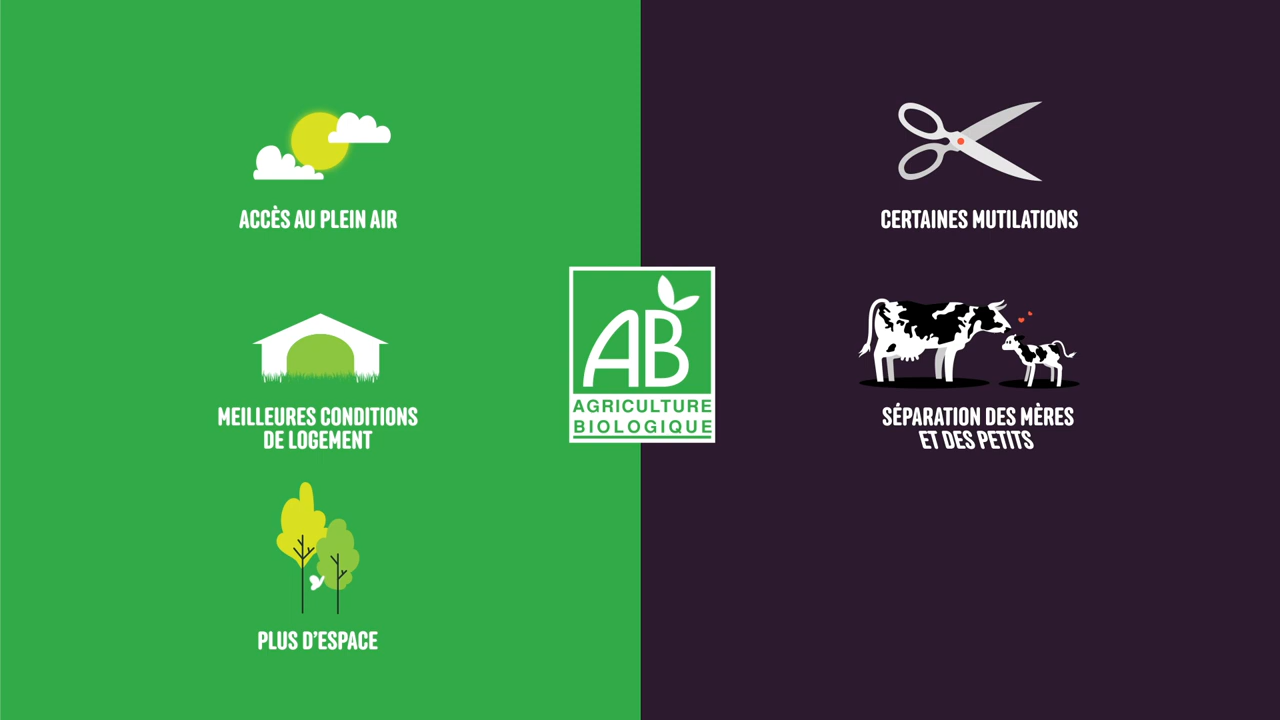 ACCÈS AU PLEIN AIR
MEILLEURES CONDITIONS
DE LOGEMENT
PLUS D'ESPACE
AB
AGRICULTURE
BIOLOGIQUE
CERTAINES MUTILATIONS
SÉPARATION DES MÈRES
ET DES PETITS